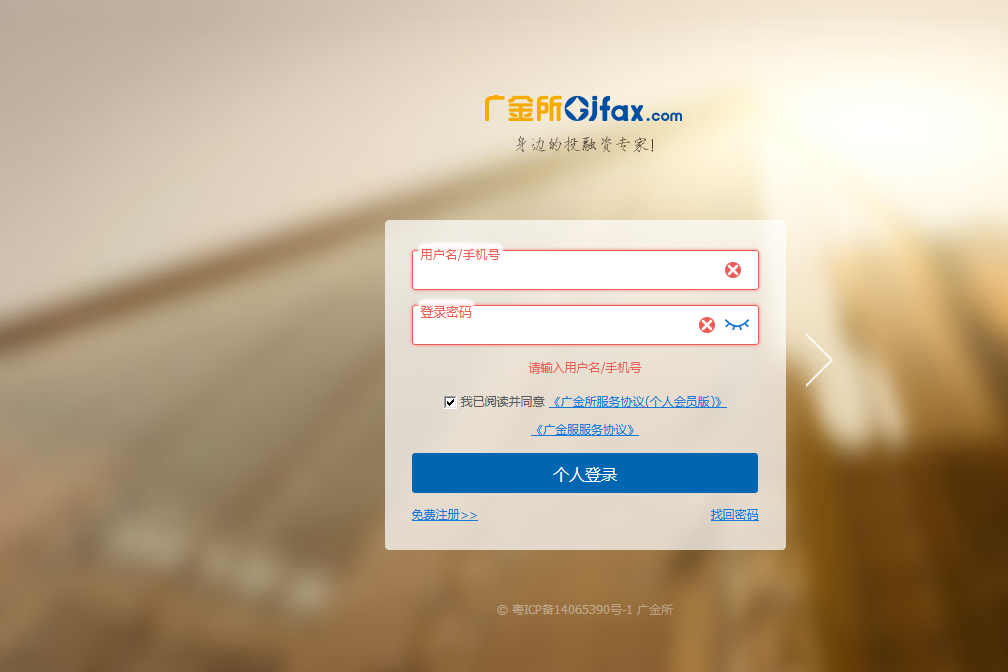 广金所Gjfax.com
身边的投融资专家!
用户名/手机号
登录密码
请输入用户名/手机号
我已阅读并同意 《广金所服务协议(个人会员版)》
《广金服服务协议》
个人登录
免费注册>> 找回密码
© 粤ICP备14065390号-1 广金所